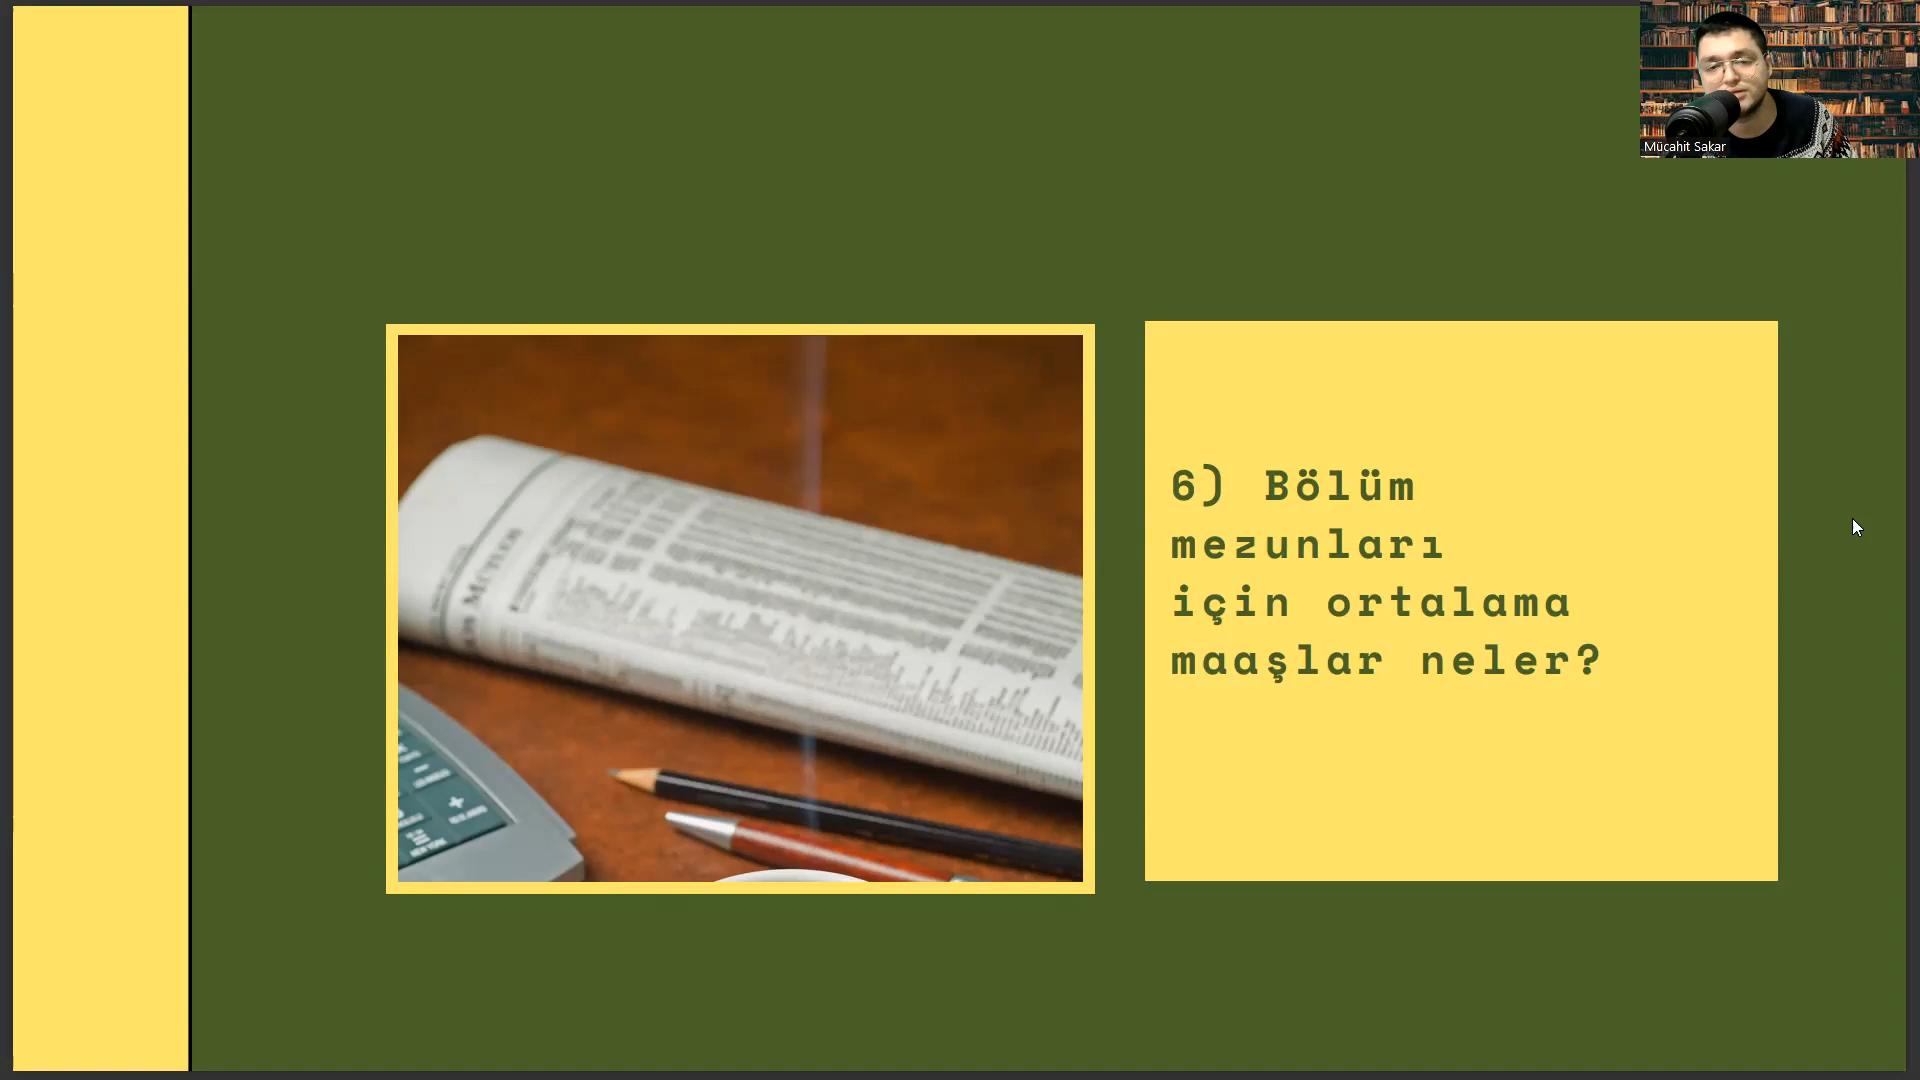 Mücahit Sakar
6) Bölüm
mezunları
için ortalama
maaşlar neler?